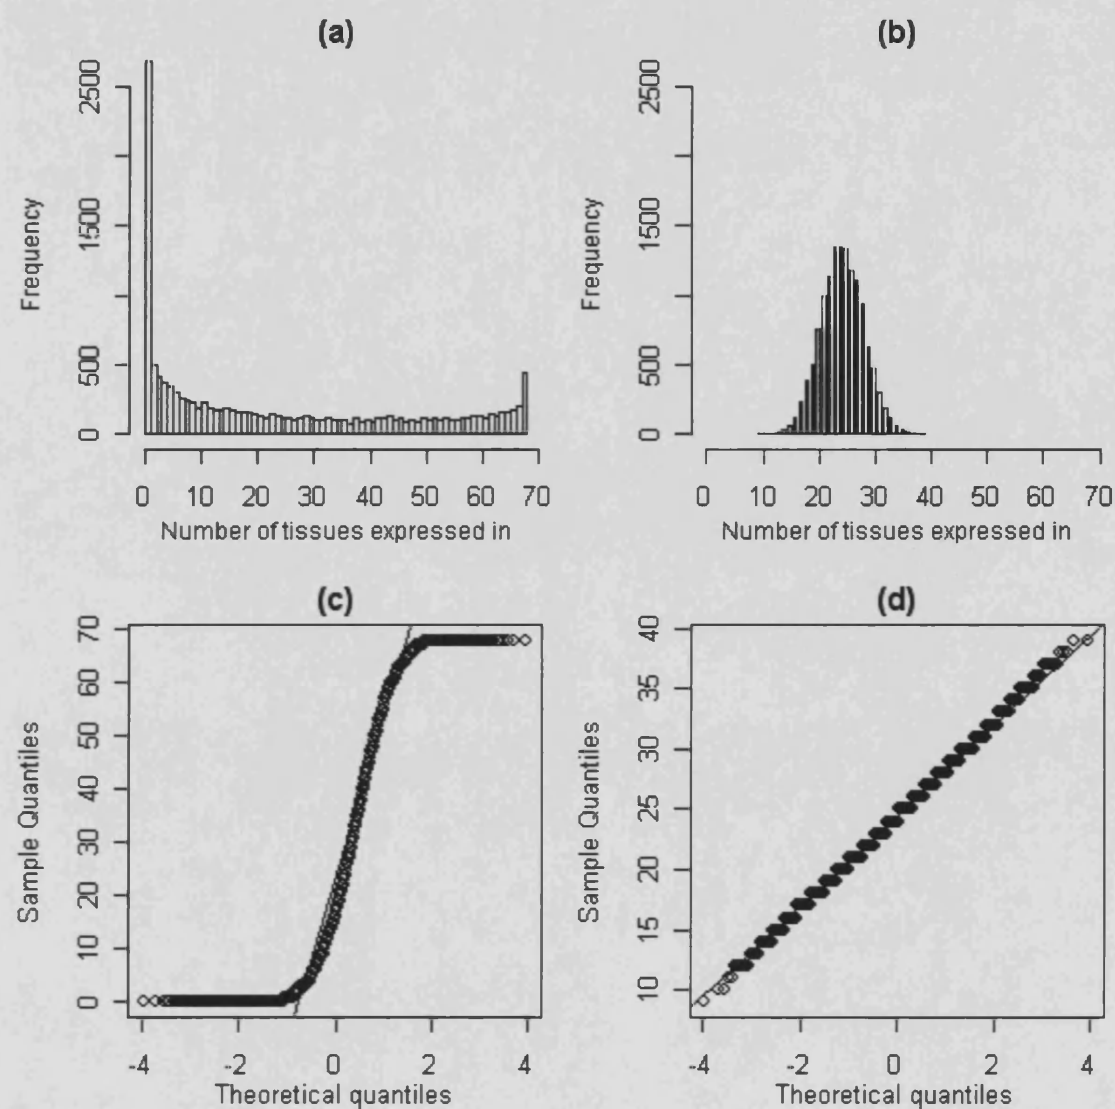 (a)
2500
1500
500
0
Frequency
0 10 20 30 40 50 60 70
Number of tissues expressed in
(b)
2500
1500
500
0
Frequency
0 10 20 30 40 50 60 70
Number of tissues expressed in
(c)
70
60
50
40
30
20
10
0
Sample Quantiles
-4 -2 0 2 4
Theoretical quantiles
(d)
40
35
30
25
20
15
10
Sample Quantiles
-4 -2 0 2 4
Theoretical quantiles